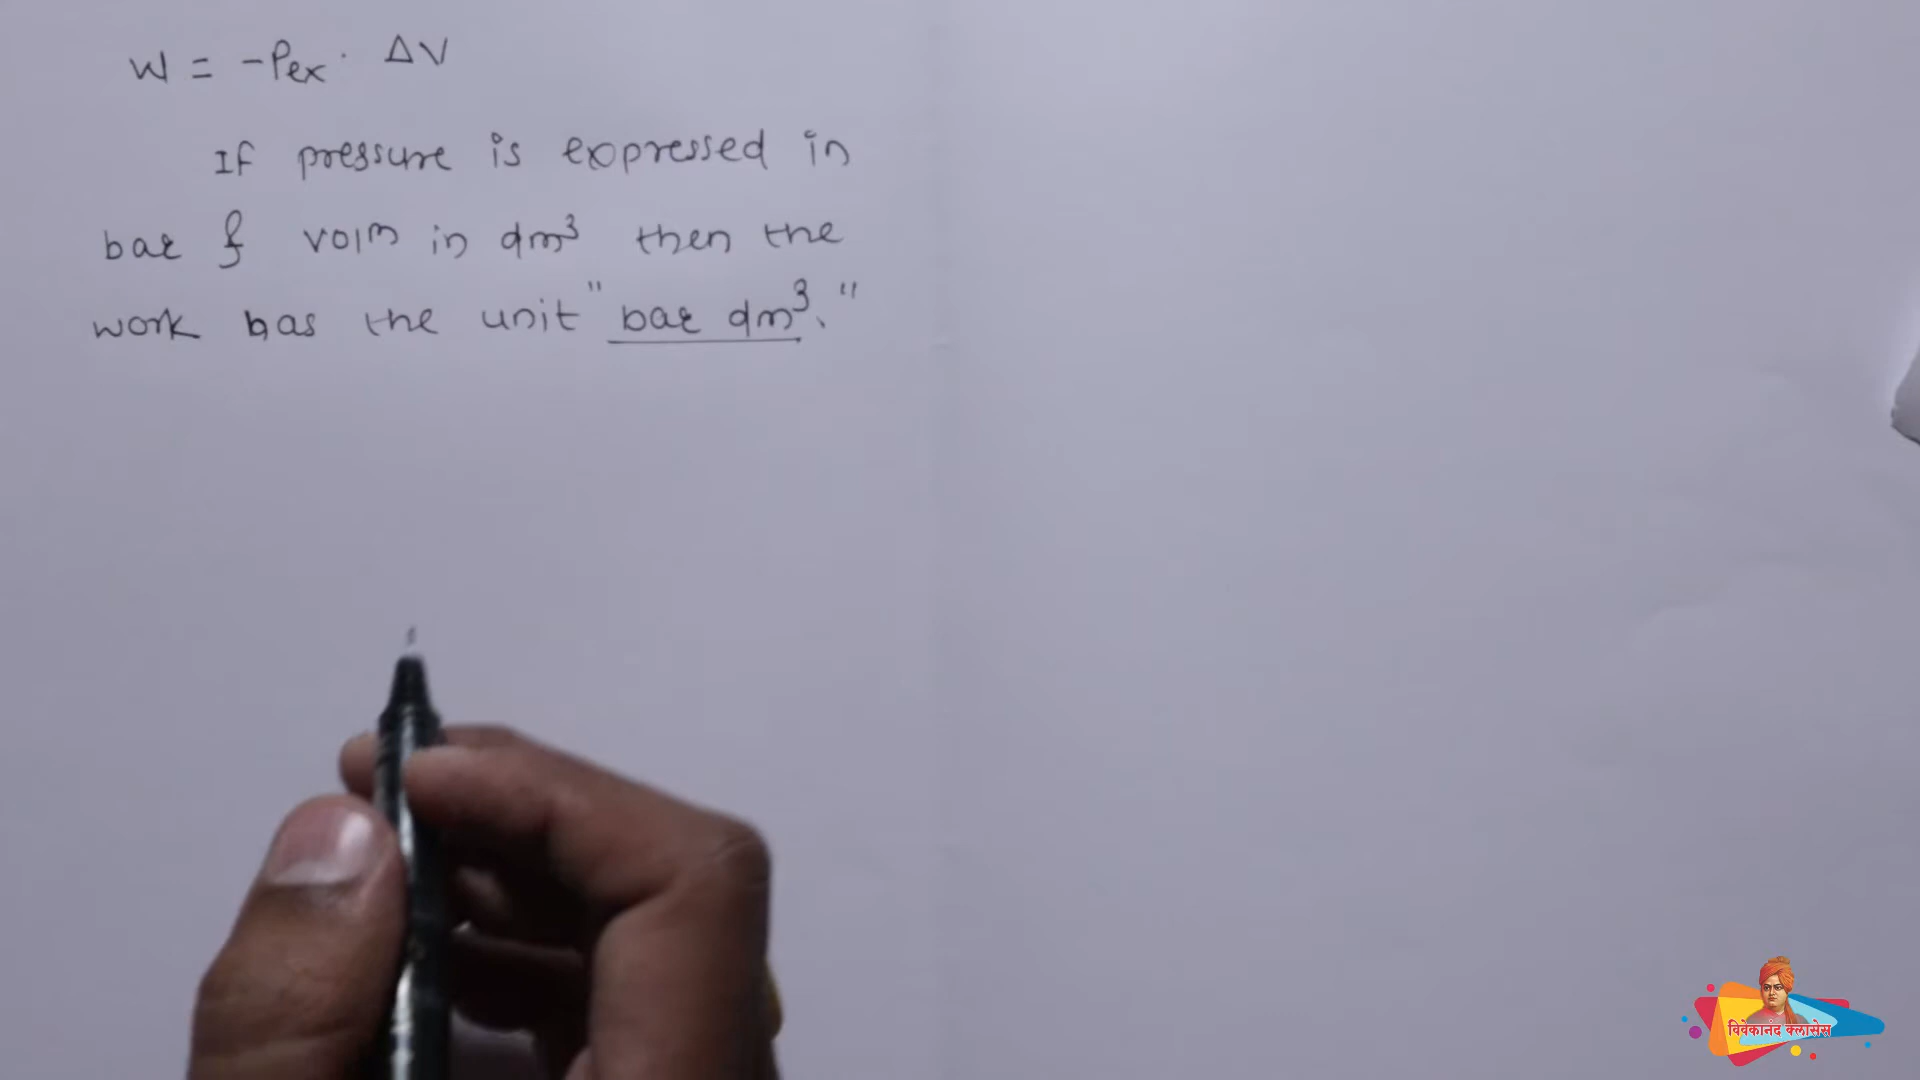 W = -Pex . ΔV
If pressure is expressed in
bar & volm in dm³ then the
work has the unit "bar dm³."
विवेकानंद क्लासेस